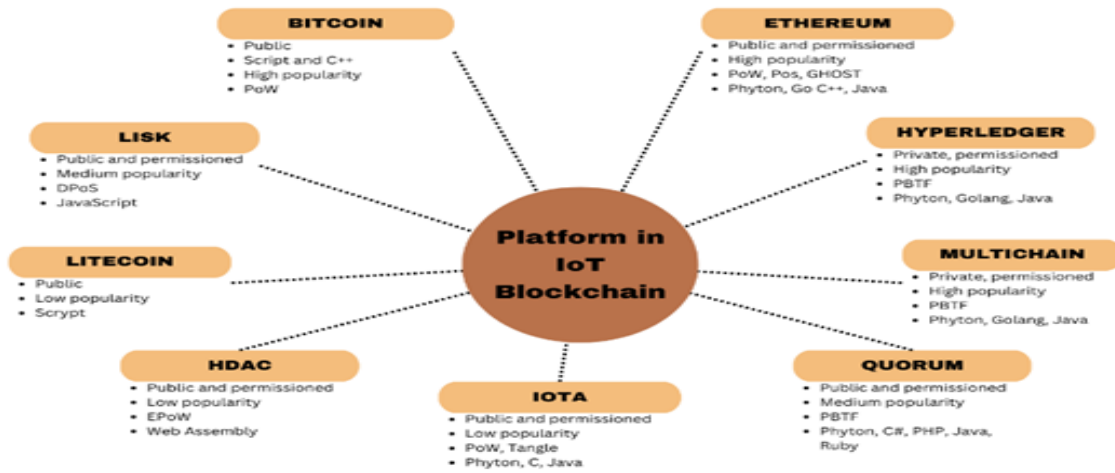 BITCOIN
• Public
• Script and C++
• High popularity
• PoW
ETHEREUM
• Public and permissioned
• High popularity
• PoW, Pos, GHOST
• Phyton, Go C++, Java
LISK
• Public and permissioned
• Medium popularity
• DPoS
• JavaScript
HYPERLEDGER
• Private, permissioned
• High popularity
• PBTF
• Phyton, Golang, Java
Platform in
IoT
Blockchain
LITECOIN
• Public
• Low popularity
• Scrypt
MULTICHAIN
• Private, permissioned
• High popularity
• PBTF
• Phyton, Golang, Java
HDAC
• Public and permissioned
• Low popularity
• EPoW
• Web Assembly
IOTA
• Public and permissioned
• Low popularity
• PoW, Tangle
• Phyton, C, Java
QUORUM
• Public and permissioned
• Medium popularity
• PBTF
• Phyton, C#, PHP, Java,
Ruby